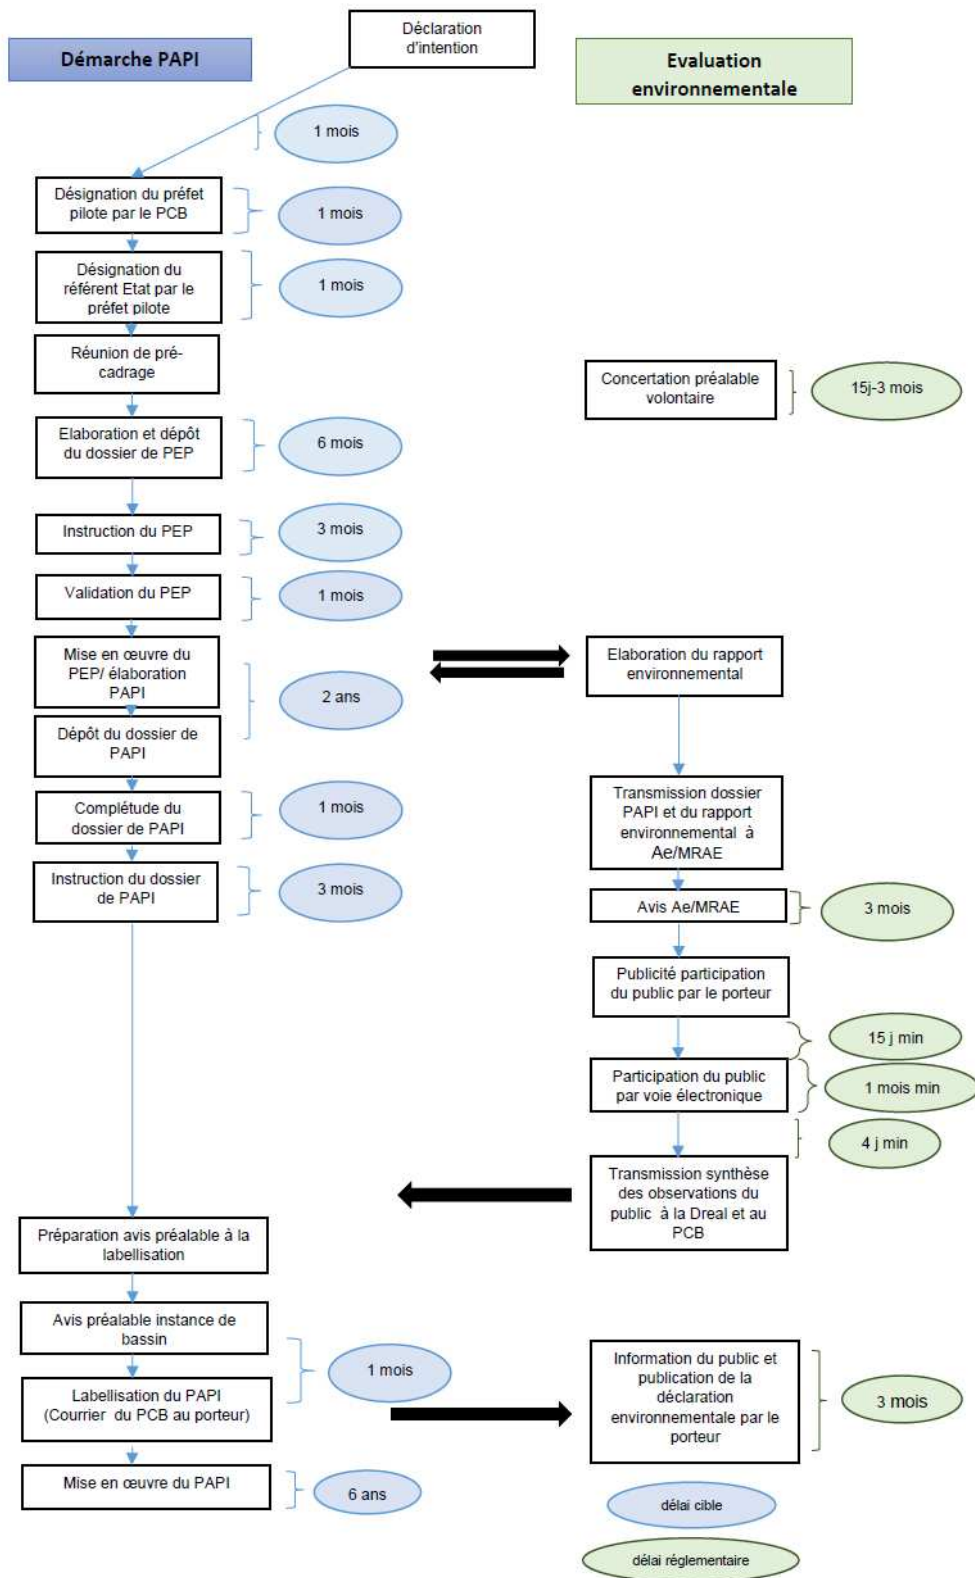 Déclaration
d'intention
Démarche PAPI
Evaluation
environnementale
1 mois
Désignation du préfet
pilote par le PCB
1 mois
Désignation du
référent Etat par le
préfet pilote
1 mois
Réunion de pré-
cadrage
Concertation préalable
volontaire
15j-3 mois
Elaboration et dépôt
du dossier de PEP
6 mois
Instruction du PEP
3 mois
Validation du PEP
1 mois
Mise en œuvre du
PEP/ élaboration
PAPI
2 ans
Elaboration du rapport
environnemental
Dépôt du dossier de
PAPI
Complétude du
dossier de PAPI
1 mois
Transmission dossier
PAPI et du rapport
environnemental à
Ae/MRAE
Instruction du dossier
de PAPI
3 mois
Avis Ae/MRAE
3 mois
Publicité participation
du public par le porteur
15 j min
Participation du public
par voie électronique
1 mois min
4 j min
Transmission synthèse
des observations du
public à la Dreal et au
PCB
Préparation avis préalable à la
labellisation
Avis préalable instance de
bassin
1 mois
Labellisation du PAPI
(Courrier du PCB au porteur)
Information du public et
publication de la
déclaration
environnementale par le
porteur
3 mois
Mise en œuvre du PAPI
6 ans
délai cible
délai réglementaire